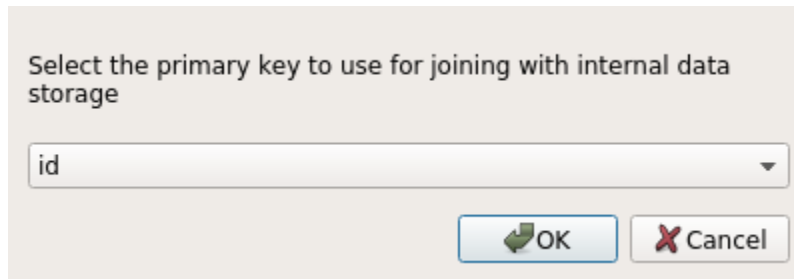 Select the primary key to use for joining with internal data
storage
id
OK
Cancel